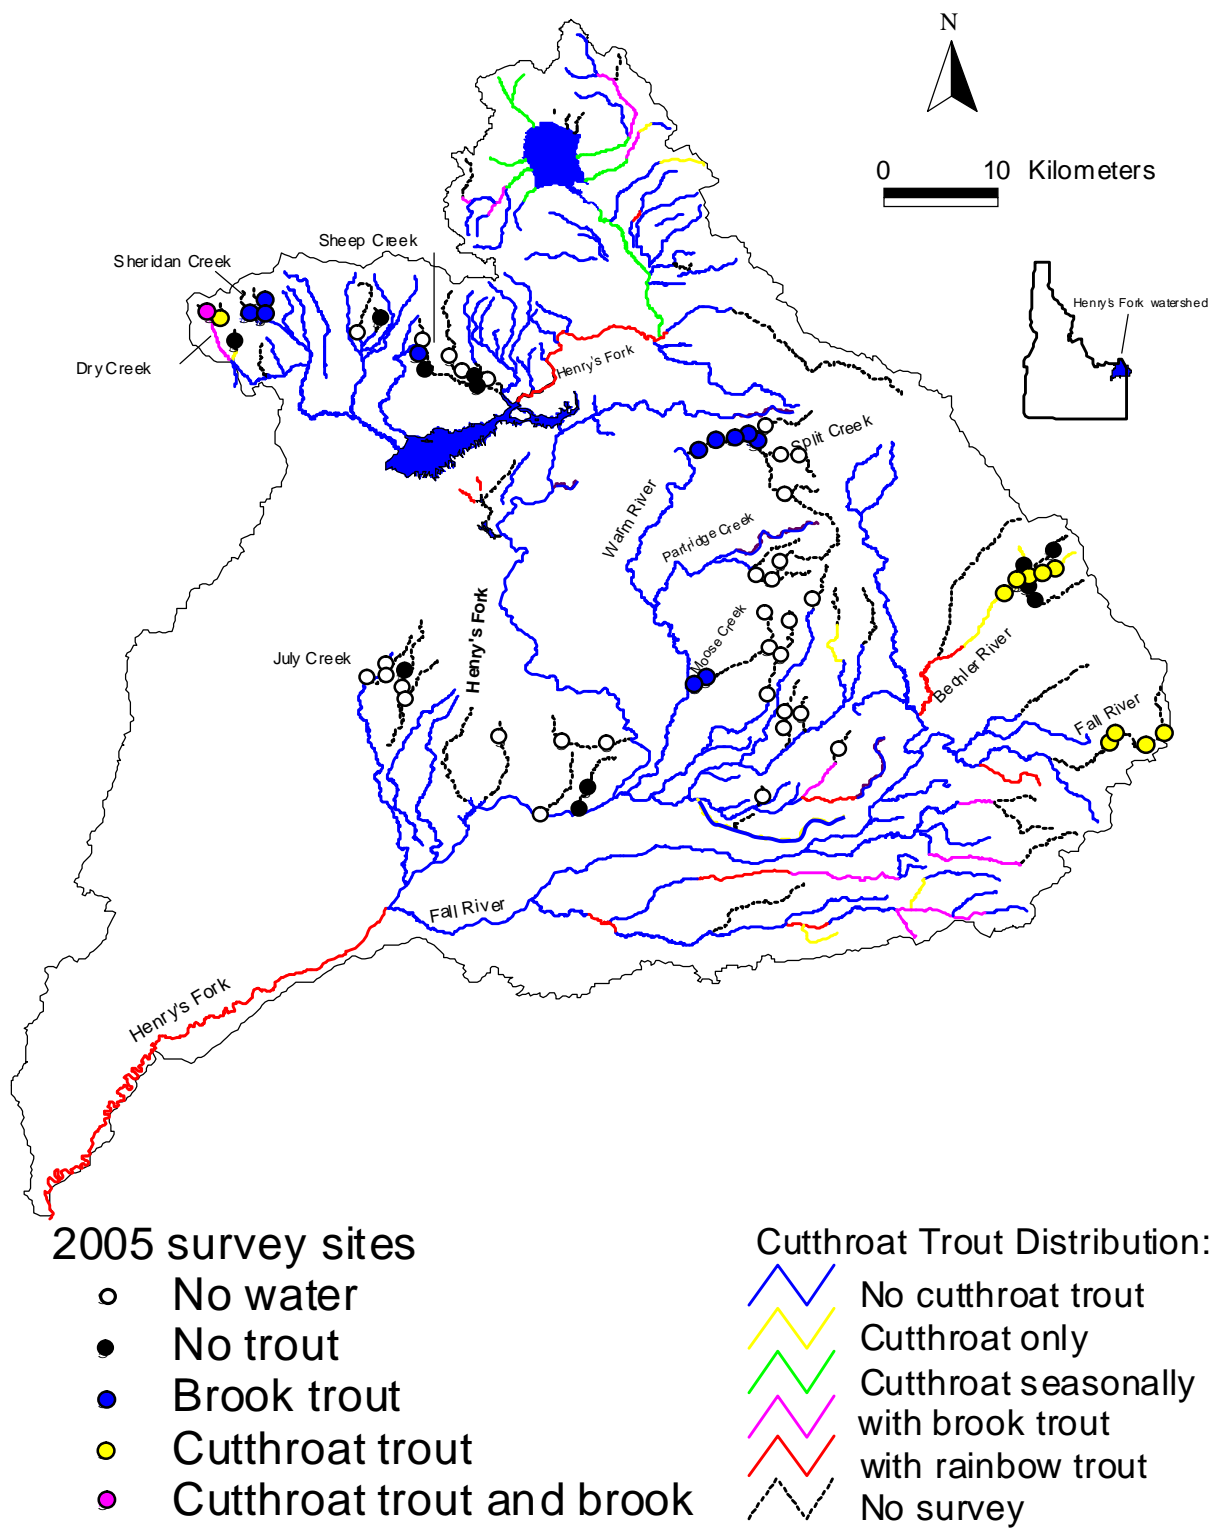 N
0 10 Kilometers
Sheep Creek
Sheridan Creek
Henry's Fork watershed
Dry Creek
Henry's Fork
Split Creek
Warm River
Partridge Creek
Henry's Fork
Moose Creek
July Creek
Bechler River
Fall River
Fall River
Henry's Fork
2005 survey sites
No water
No trout
Brook trout
Cutthroat trout
Cutthroat trout and brook
Cutthroat Trout Distribution:
No cutthroat trout
Cutthroat only
Cutthroat seasonally
with brook trout
with rainbow trout
No survey